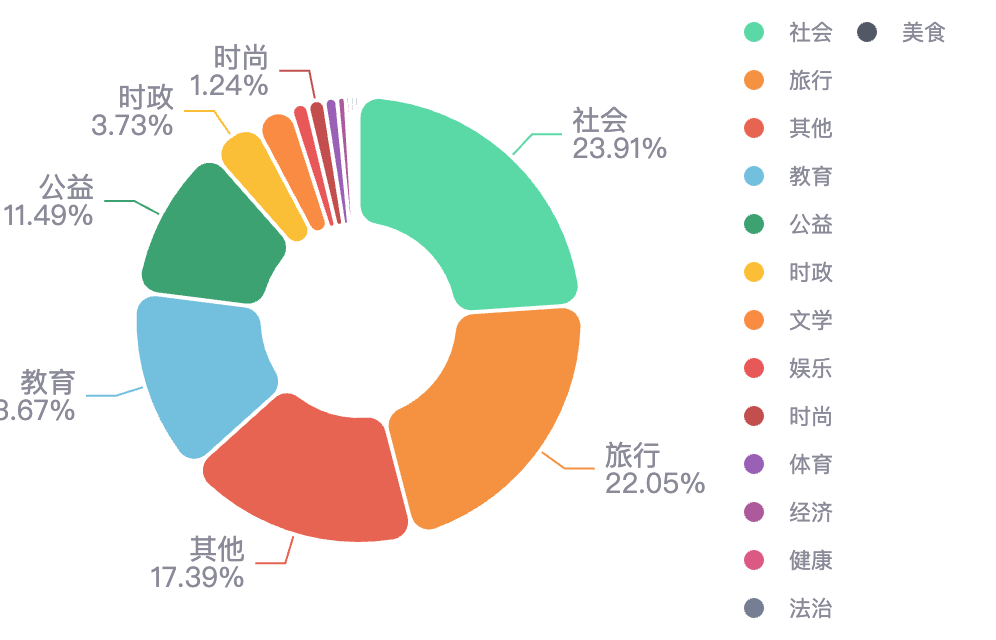 时尚
1.24%
时政
3.73%
公益
11.49%
教育
3.67%
其他
17.39%
社会
23.91%
旅行
22.05%
社会 美食
旅行
其他
教育
公益
时政
文学
娱乐
时尚
体育
经济
健康
法治